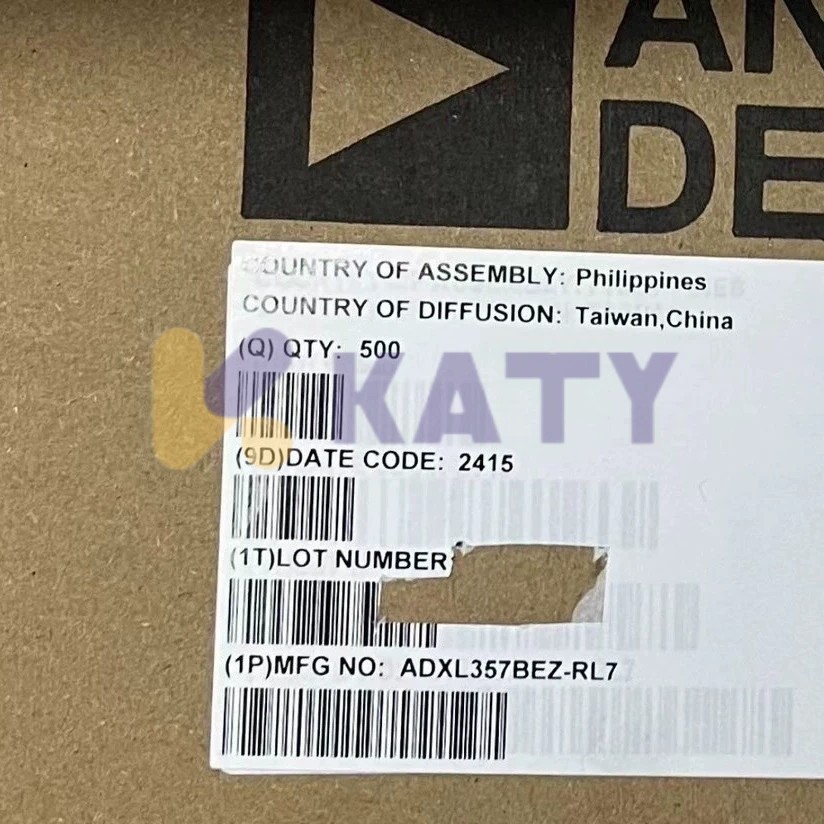 AN
DE
COUNTRY OF ASSEMBLY: Philippines
COUNTRY OF DIFFUSION: Taiwan,China
(Q) QTY: 500
KATY
(9D)DATE CODE: 2415
(1T)LOT NUMBER
(1P)MFG NO: ADXL357BEZ-RL7